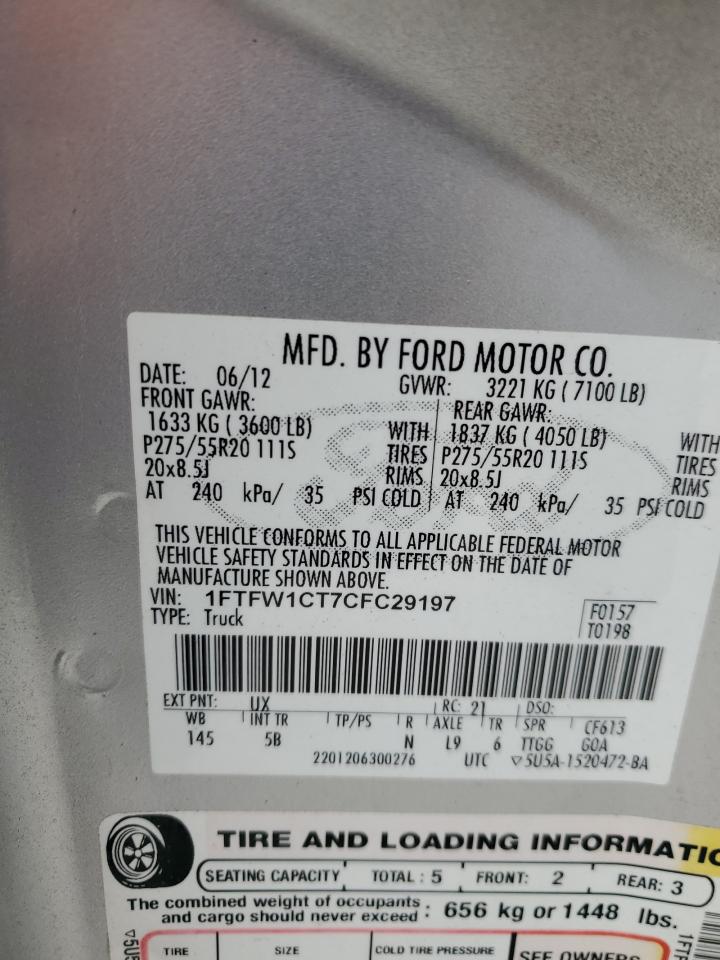 MFD. BY FORD MOTOR CO.
DATE: 06/12 GVWR: 3221 KG ( 7100 LB)
FRONT GAWR: REAR GAWR:
1633 KG ( 3600 LB) WITH 1837 KG ( 4050 LB) WITH
P275/55R20 111S TIRES P275/55R20 111S TIRES
20x8.5J RIMS 20x8.5J RIMS
AT 240 kPa/ 35 PSI COLD AT 240 kPa/ 35 PSI COLD
THIS VEHICLE CONFORMS TO ALL APPLICABLE FEDERAL MOTOR
VEHICLE SAFETY STANDARDS IN EFFECT ON THE DATE OF
MANUFACTURE SHOWN ABOVE.
VIN: 1FTFW1CT7CFC29197 F0157
TYPE: Truck T0198
EXT PNT: UX RC: 21 DSO:
WB INT TR TP/PS R AXLE TR SPR CF613
145 5B N L9 6 TTGG GOA
2201206300276 UTC ▽5U5A-1520472-BA
TIRE AND LOADING INFORMATIO
SEATING CAPACITY TOTAL : 5 FRONT: 2 REAR: 3
The combined weight of occupants
and cargo should never exceed : 656 kg or 1448 lbs.
TIRE SIZE COLD TIRE PRESSURE SEE OWNERS
▽5U5
1FTF